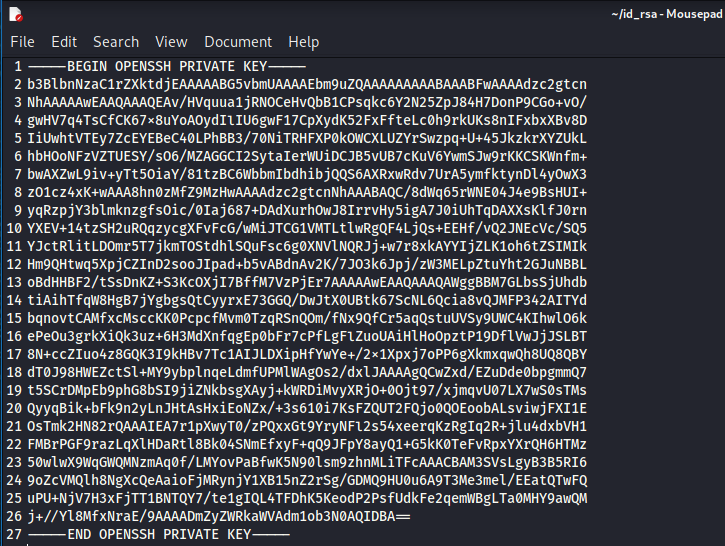 ~/id_rsa - Mousepad
File Edit Search View Document Help
1 -----BEGIN OPENSSH PRIVATE KEY-----
2 b3BlbnNzaC1rZXktdjEAAAAABG5vbmUAAAAEbm9uZQAAAAAAAAABAAABFwAAAAdzc2gtcn
3 NhAAAAAwEAAQAAAQEAv/HVquua1jRNOCeHvQbB1CPsqkc6Y2N25ZpJ84H7DonP9CGo+vO/
4 gwHV7q4TsCfCK67×8uYoAOydIlIU6gwF17CpXydK52FxFfteLc0h9rkUKs8nIFxbxXBv8D
5 IiUwhtVTEy7ZcEYEBeC40LPhBB3/70NiTRHFXP0kOWCXLUZYrSwzpq+U+45JkzkrXYZUkL
6 hbHOoNFzVZTUESY/sO6/MZAGGCI2SytaIerWUiDCJB5vUB7cKuV6YwmSJw9rKKCSKWnfm+
7 bwAXZwL9iv+yTt5OiaY/81tzBC6WbbmIbdhibjQQS6AXRxwRdv7UrA5ymfktynDl4yOwX3
8 zO1cz4xK+wAAA8hn0zMfZ9MzHwAAAAdzc2gtcnNhAAABAQC/8dWq65rWNE04J4e9BsHUI+
9 yqRzpjY3blmknzgfsOic/0Iaj687+DAdXurhOwJ8IrrvHy5igA7J0iUhTqDAXXsKlfJ0rn
10 YXEV+14tzSH2uRQqzycgXFvFcG/wMiJTCG1VMTLtlwRgQF4LjQs+EEHf/vQ2JNEcVc/SQ5
11 YJctRlitLDOmr5T7jkmTOStdhlSQuFsc6g0XNVlNQRJj+w7r8xkAYYIjZLK1oh6tZSIMIk
12 Hm9QHtwq5XpjCZInD2sooJIpad+b5vABdnAv2K/7JO3k6Jpj/zW3MELpZtuYht2GJuNBBL
13 oBdHHBF2/tSsDnKZ+S3KcOXjI7BffM7VzPjEr7AAAAAwEAAQAAAQAWggBBM7GLbsSjUhdb
14 tiAihTfqW8HgB7jYgbgsQtCyyrxE73GGQ/DwJtX0UBtk67ScNL6Qcia8vQJMFP342AITYd
15 bqnovtCAMfxcMsccKK0PcpcfMvm0TzqRSnQOm/fNx9QfCr5aqQstuUVSy9UWC4KIhwlO6k
16 ePeOu3grkXiQk3uz+6H3MdXnfqgEp0bFr7cPfLgFlZuoUAiHlHoOpztP19DflVwJjJSLBT
17 8N+ccZIuo4z8GQK3I9kHBv7Tc1AIJLDXipHfYwYe+/2×1Xpxj7oPP6gXkmxqwQh8UQ8QBY
18 dT0J98HWEZctSl+MY9ybplnqeLdmfUPMlWAgOs2/dxlJAAAAgQCwZxd/EZuDde0bpgmmQ7
19 t5SCrDMpEb9phG8bSI9jiZNkbsgXAyj+kWRDiMvyXRjO+0Ojt97/xjmqvU07LX7wS0sTMs
20 QyyqBik+bFk9n2yLnJHtAsHxiEoNZx/+3s610i7KsFZQUT2FQjo0QOEoobALsviwjFXI1E
21 OsTmk2HN82rQAAAIEA7r1pXwyT0/zPQxxGt9YryNFl2s54xeerqKzRgIq2R+jlu4dxbVH1
22 FMBrPGF9razLqXlHDaRtl8Bk04SNmEfxyF+qQ9JFpY8ayQ1+G5kK0TeFvRpxYXrQH6HTMz
23 50wlwX9WqGWQMNzmAq0f/LMYovPaBfwK5N90lsm9zhnMLiTFcAAACBAM3SVsLgyB3B5RI6
24 9oZcVMQlh8NgXcQeAaioFjMRynjY1XB15nZ2rSg/GDMQ9HU0u6A9T3Me3mel/EEatQTwFQ
25 uPU+NjV7H3xFjTT1BNTQY7/te1gIQL4TFDhK5KeodP2PsfUdkFe2qemWBgLTa0MHY9awQM
26 j+//Yl8MfxNraE/9AAAADmZyZWRkaWVAdm1ob3N0AQIDBA==
27 -----END OPENSSH PRIVATE KEY-----